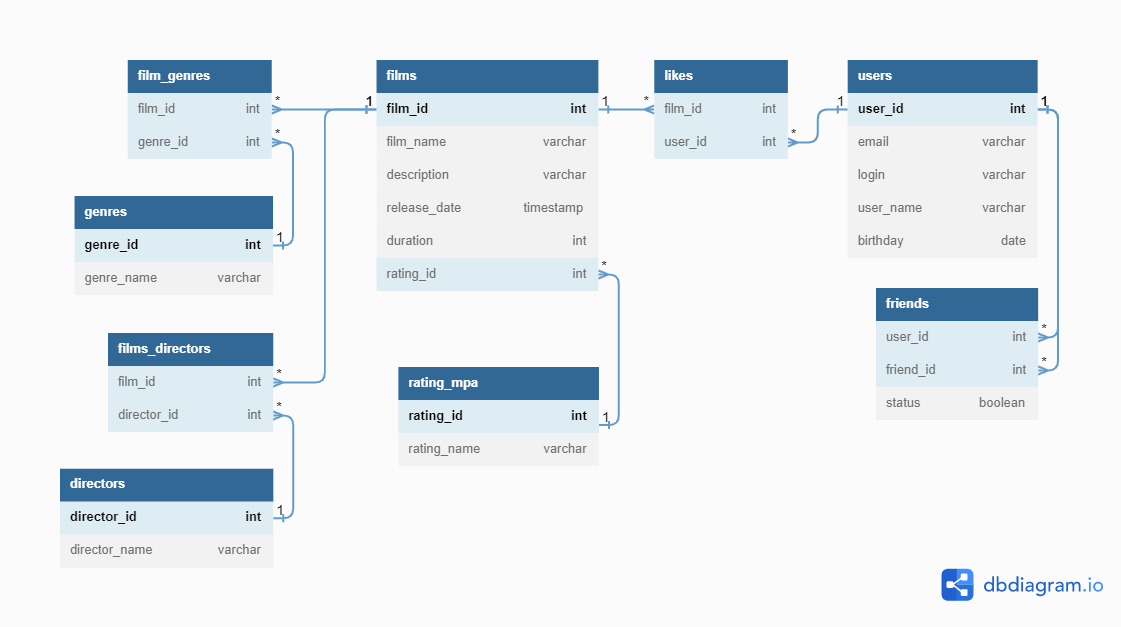 film_genres
film_id int
genre_id int
genres
genre_id int
genre_name varchar
films_directors
film_id int
director_id int
directors
director_id int
director_name varchar
films
film_id int
film_name varchar
description varchar
release_date timestamp
duration int
rating_id int
rating_mpa
rating_id int
rating_name varchar
likes
film_id int
user_id int
users
user_id int
email varchar
login varchar
user_name varchar
birthday date
friends
user_id int
friend_id int
status boolean
* 1
*
1
*
*
1
1 *
*
1
* 1
1
*
*
dbdiagram.io